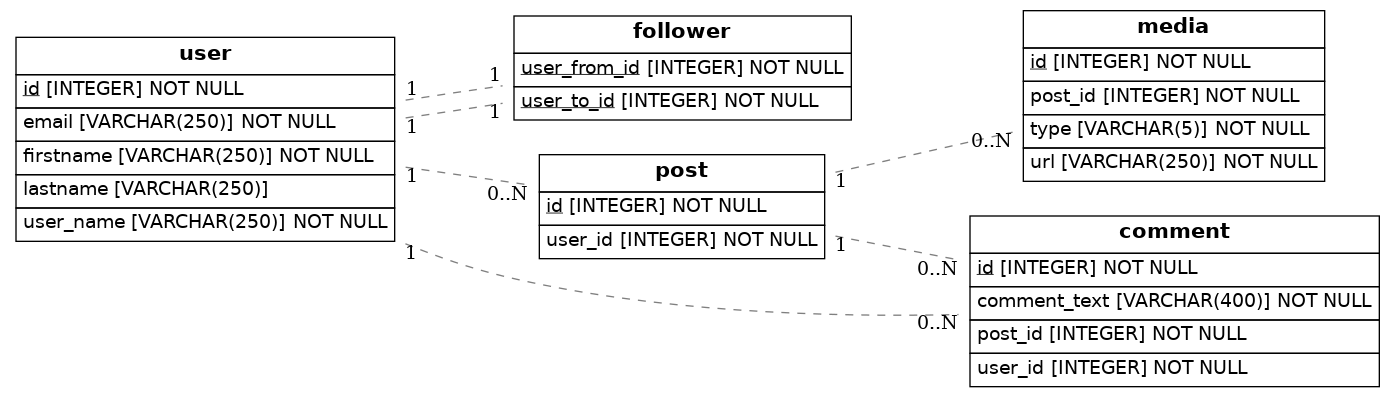 user
id [INTEGER] NOT NULL
email [VARCHAR(250)] NOT NULL
firstname [VARCHAR(250)] NOT NULL
lastname [VARCHAR(250)]
user_name [VARCHAR(250)] NOT NULL
1
1
1
1
1
0..N
1
0..N
follower
user_from_id [INTEGER] NOT NULL
user_to_id [INTEGER] NOT NULL
post
id [INTEGER] NOT NULL
user_id [INTEGER] NOT NULL
1
0..N
1
0..N
media
id [INTEGER] NOT NULL
post_id [INTEGER] NOT NULL
type [VARCHAR(5)] NOT NULL
url [VARCHAR(250)] NOT NULL
comment
id [INTEGER] NOT NULL
comment_text [VARCHAR(400)] NOT NULL
post_id [INTEGER] NOT NULL
user_id [INTEGER] NOT NULL